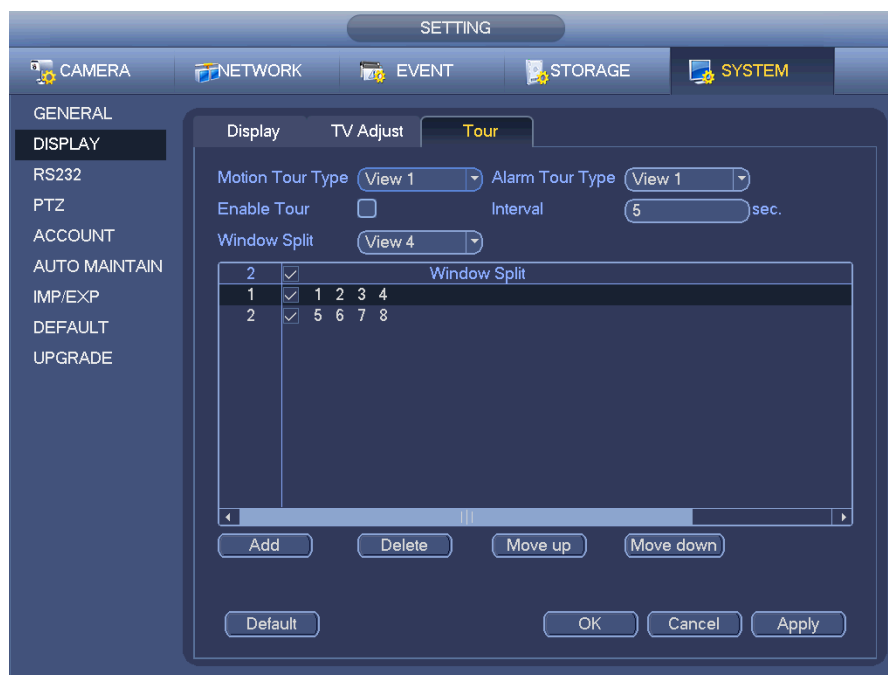 SETTING
CAMERA NETWORK EVENT STORAGE SYSTEM
GENERAL
DISPLAY
RS232
PTZ
ACCOUNT
AUTO MAINTAIN
IMP/EXP
DEFAULT
UPGRADE
Display TV Adjust Tour
Motion Tour Type View 1 Alarm Tour Type View 1
Enable Tour Interval 5 sec.
Window Split View 4
2 Window Split
1 1 2 3 4
2 5 6 7 8
Add Delete Move up Move down
Default OK Cancel Apply